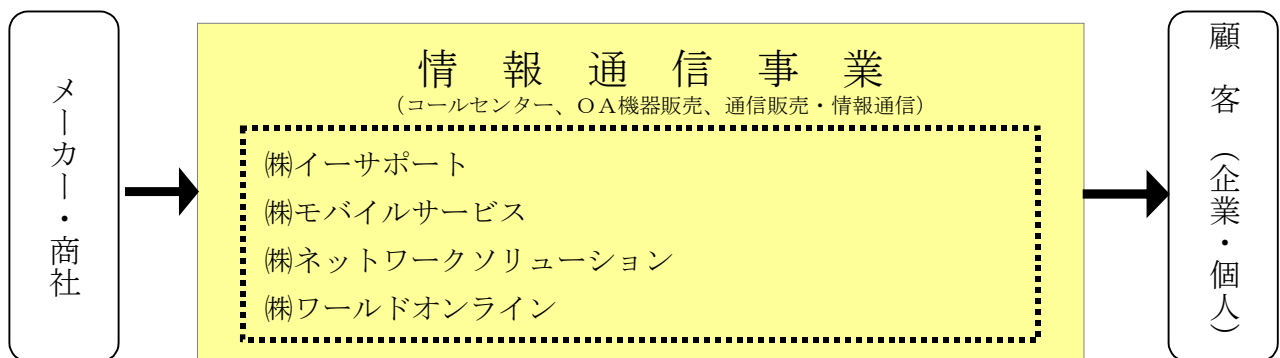 メーカー・商社
情報通信事業
（コールセンター、ＯＡ機器販売、通信販売・情報通信）
㈱イーサポート
㈱モバイルサービス
㈱ネットワークソリューション
㈱ワールドオンライン
顧客（企業・個人）